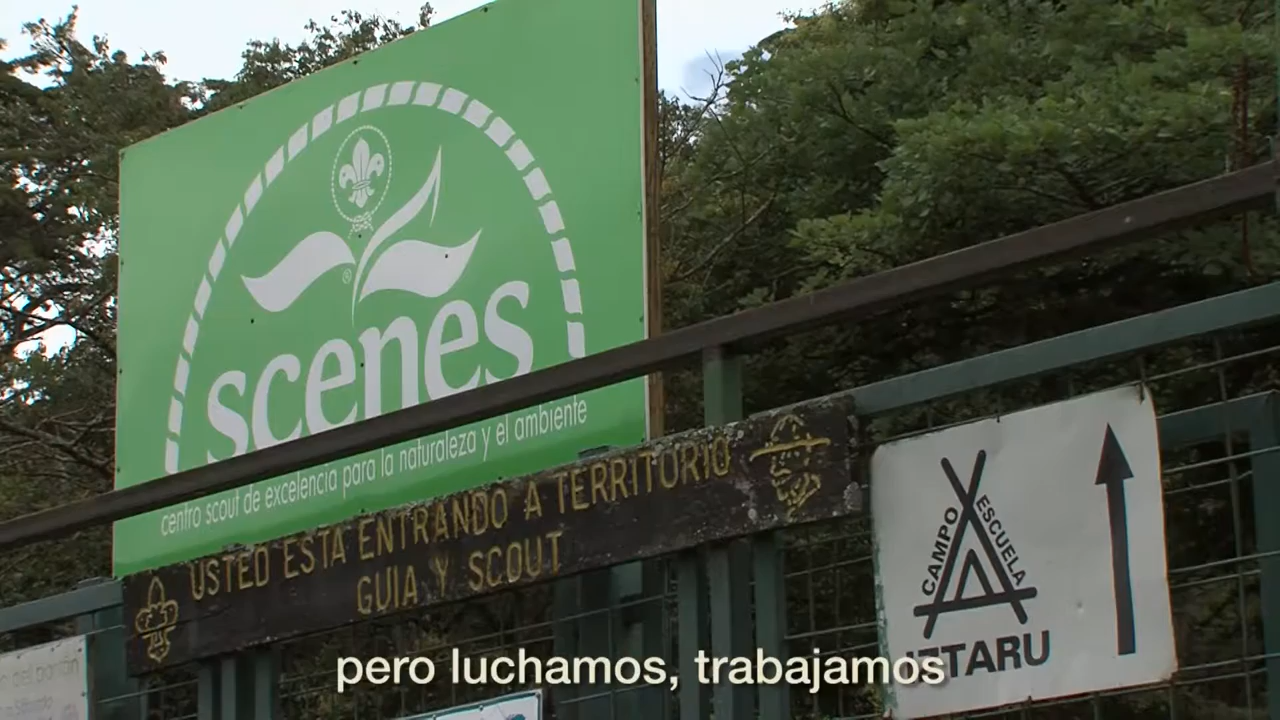 ®
scenes
centro scout de excelencia para la naturaleza y el ambiente
USTED ESTA ENTRANDO A TERRITORIO
GUIA Y SCOUT
CAMPO
ESCUELA
IZTARU
pero luchamos, trabajamos